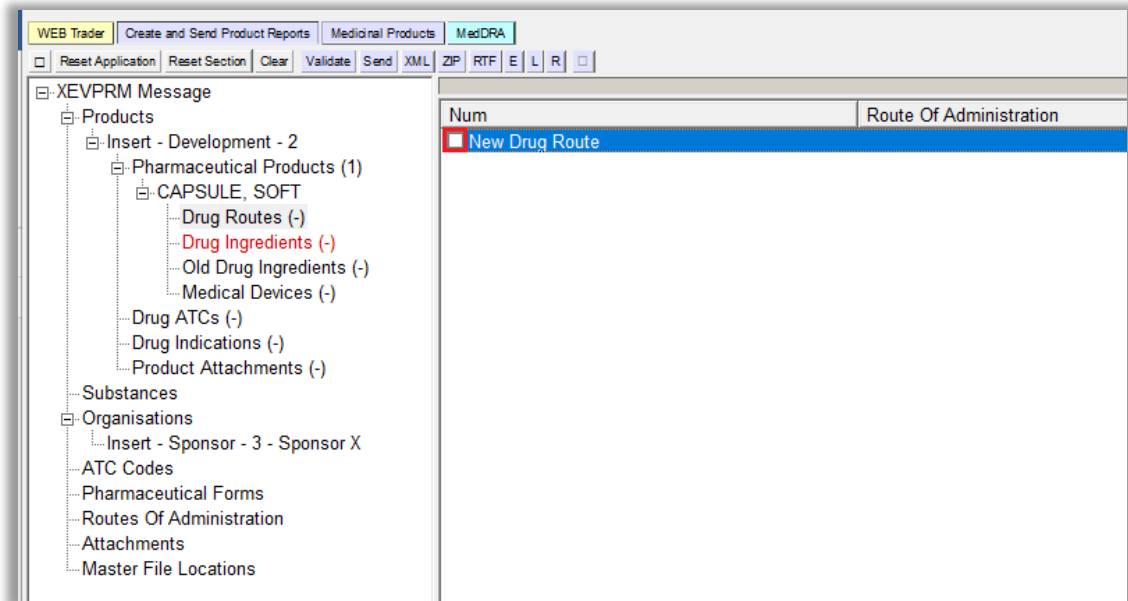 WEB Trader Create and Send Product Reports Medicinal Products MedDRA
Reset Application Reset Section Clear Validate Send XML ZIP RTF E L R
XEVPRM Message
Products
Insert - Development - 2
Pharmaceutical Products (1)
CAPSULE, SOFT
Drug Routes (-)
Drug Ingredients (-)
Old Drug Ingredients (-)
Medical Devices (-)
Drug ATCs (-)
Drug Indications (-)
Product Attachments (-)
Substances
Organisations
Insert - Sponsor - 3 - Sponsor X
ATC Codes
Pharmaceutical Forms
Routes Of Administration
Attachments
Master File Locations
Num Route Of Administration
New Drug Route